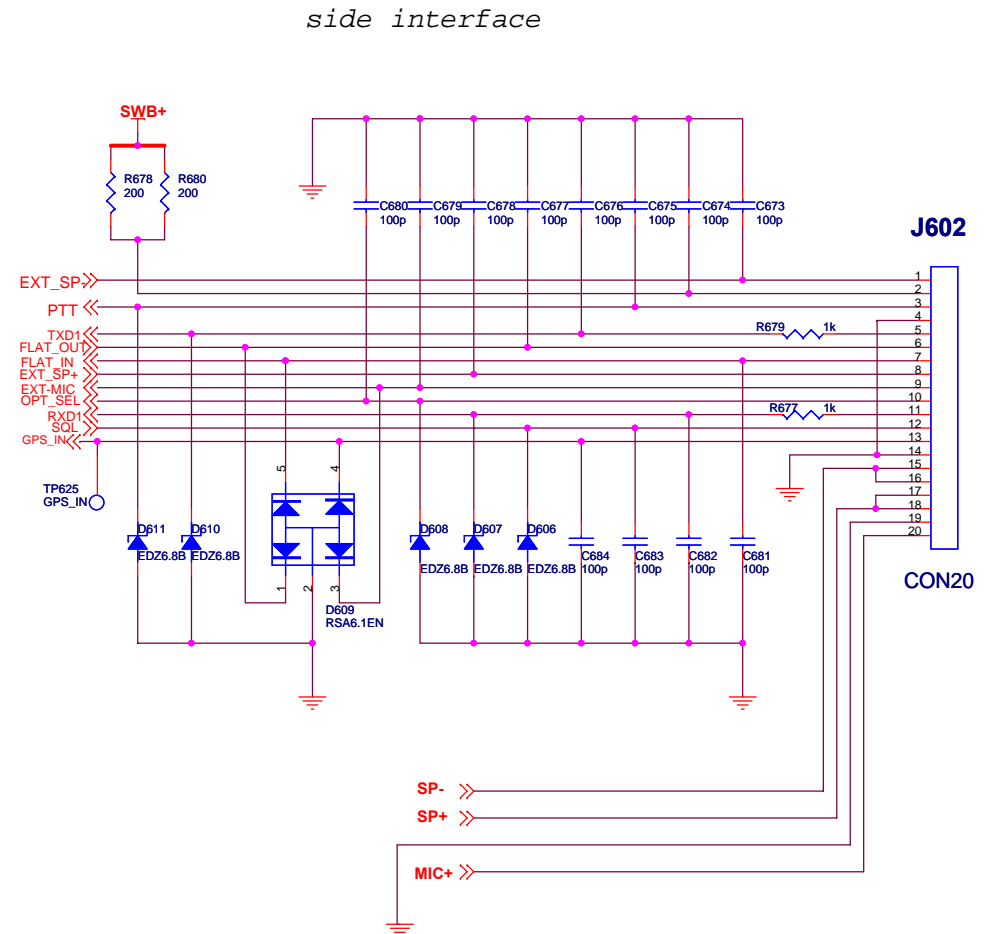 side interface
SWB+
R678
200
R680
200
C680
100p
C679
100p
C678
100p
C677
100p
C676
100p
C675
100p
C674
100p
C673
100p
J602
EXT_SP-
PTT
TXD1
FLAT_OUT
FLAT_IN
EXT_SP+
EXT-MIC
OPT_SEL
RXD1
SQL
GPS_IN
R679 1k
R677 1k
1
2
3
4
5
6
7
8
9
10
11
12
13
14
15
16
17
18
19
20
CON20
TP625
GPS_IN
D611
EDZ6.8B
D610
EDZ6.8B
5
4
1
2
3
D609
RSA6.1EN
D608
EDZ6.8B
D607
EDZ6.8B
D606
EDZ6.8B
C684
100p
C683
100p
C682
100p
C681
100p
SP-
SP+
MIC+